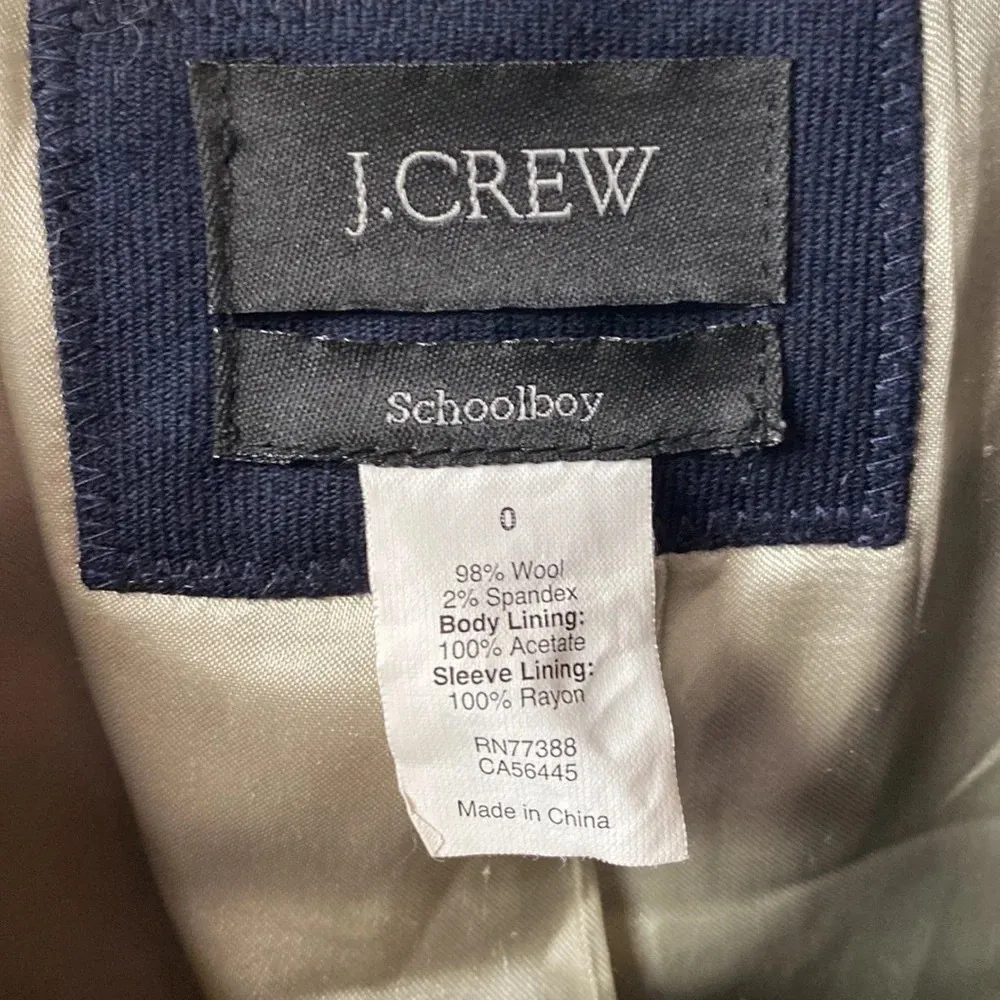 J.CREW
Schoolboy
0
98% Wool
2% Spandex
Body Lining:
100% Acetate
Sleeve Lining:
100% Rayon
RN77388
CA56445
Made in China